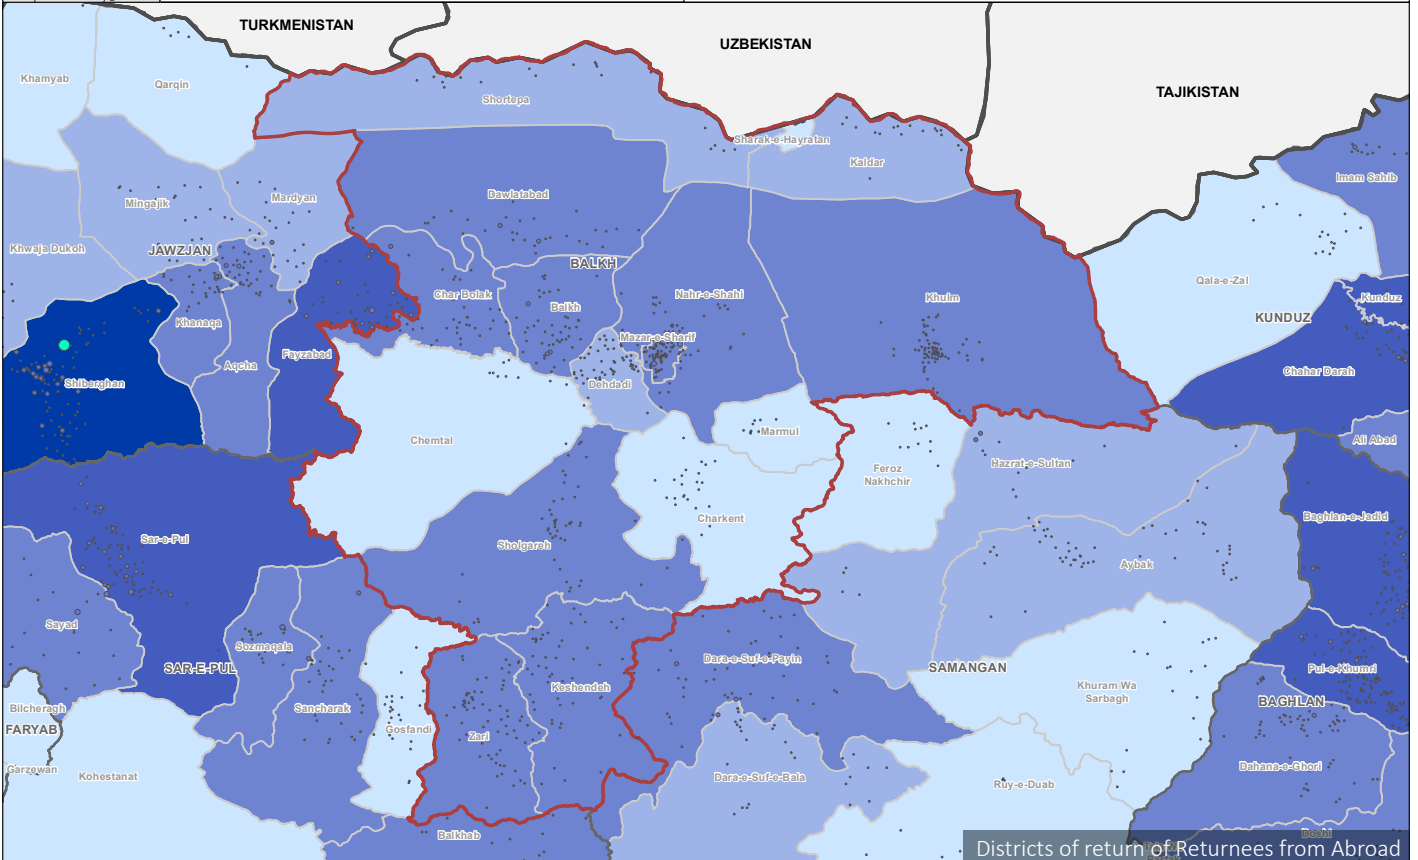 TURKMENISTAN
UZBEKISTAN
TAJIKISTAN
Khamyab
Qarqin
Shortepa
Sharak-e-Hayratan
Kaldar
Imam Sahib
Mingajik
Mardyan
Dawlatabad
Khwaja Dukoh
JAWZJAN
BALKH
Qala-e-Zal
Char Bolak
Balkh
Nahr-e-Shahi
Khulm
Kunduz
KUNDUZ
Khanaqa
Mazar-e-Sharif
Aqcha
Fayzabad
Shiberghan
Dehdadi
Chahar Darah
Chemtal
Marmul
Ali Abad
Feroz
Nakhchir
Hazrat-e-Sultan
Charkent
Baghlan-e-Jadid
Sar-e-Pul
Sholgareh
Aybak
Sayad
Sozmaqala
SAR-E-PUL
Dara-e-Suf-e-Payin
SAMANGAN
Pul-e-Khumri
Keshendeh
Khuram Wa
Sarbagh
BAGHLAN
Bilcheragh
Sancharak
FARYAB
Gosfandi
Zari
Garzewan
Kohestanat
Dara-e-Suf-e-Bala
Ruy-e-Duab
Dahana-e-Ghori
Balkhab
Doshi
Districts of return of Returnees from Abroad